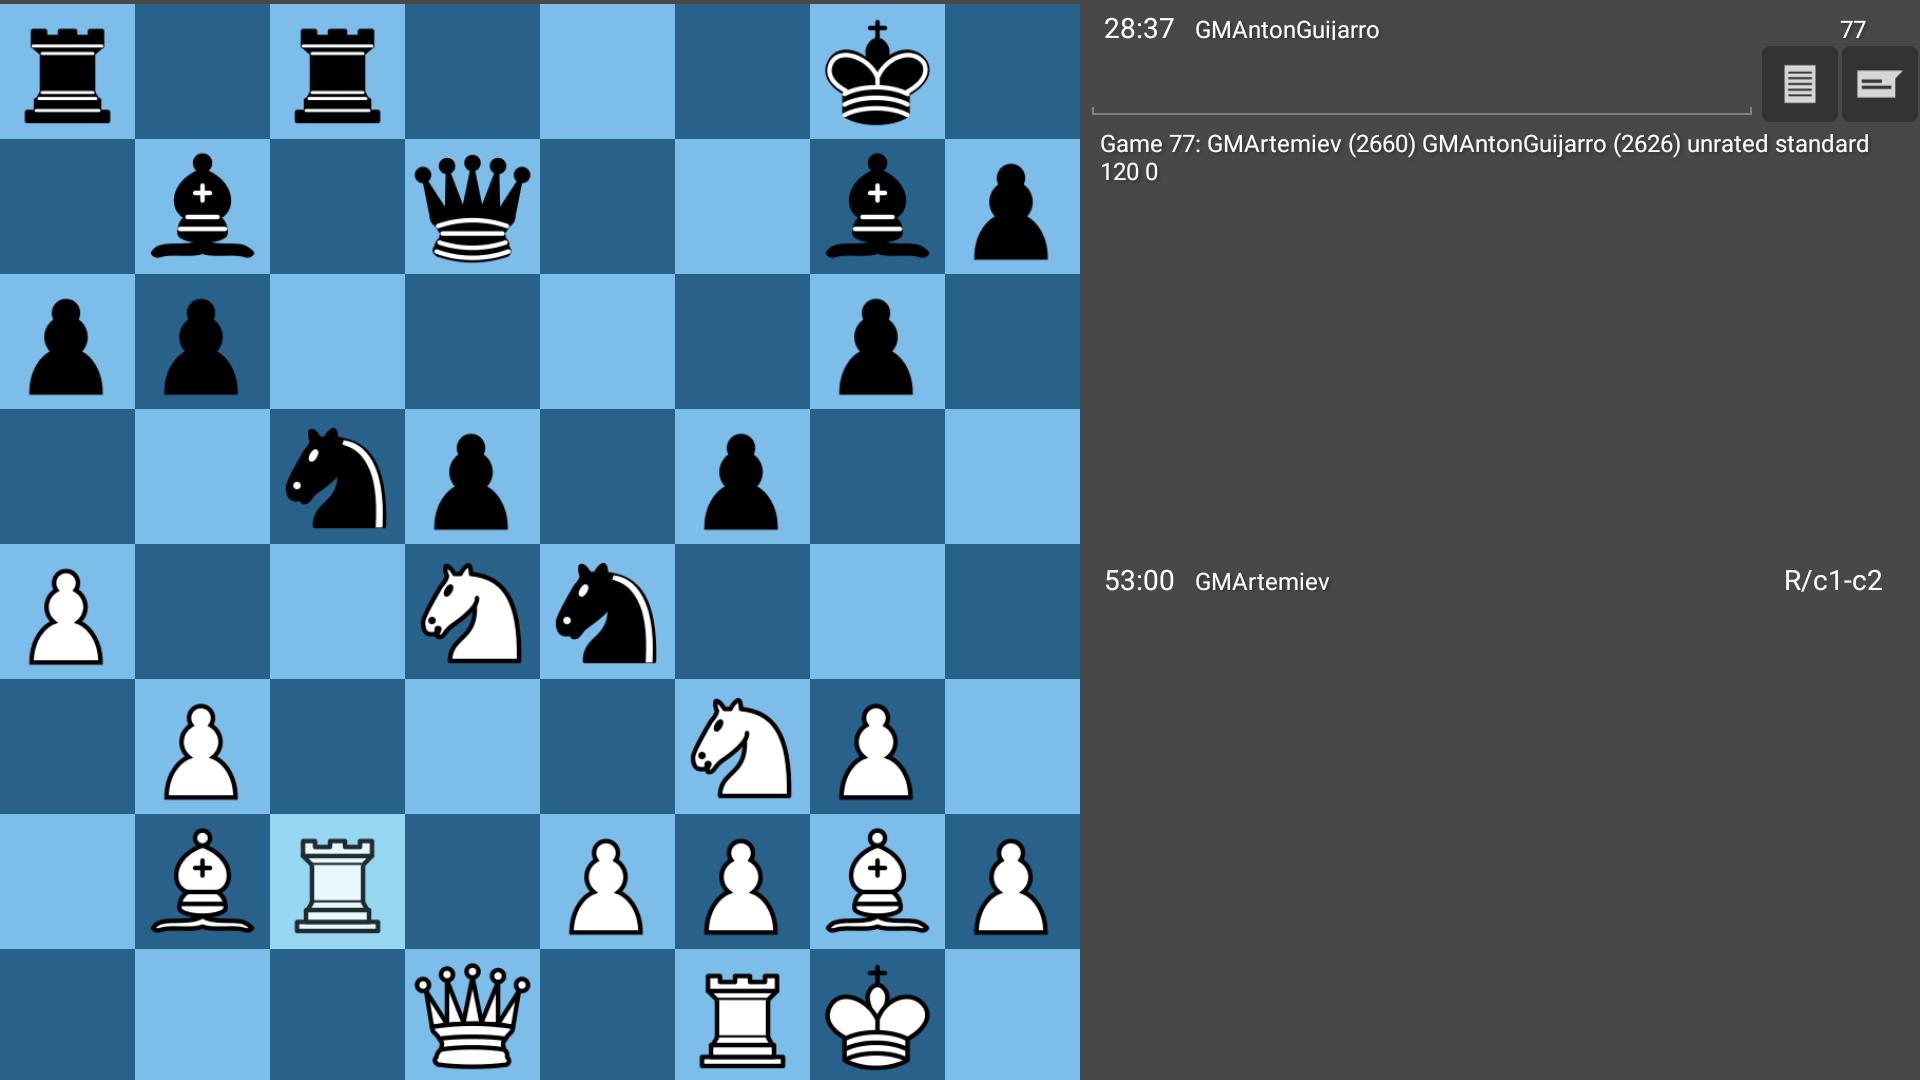 28:37 GMAntonGuijarro 77
Game 77: GMArtemiev (2660) GMAntonGuijarro (2626) unrated standard
120 0
53:00 GMArtemiev R/c1-c2